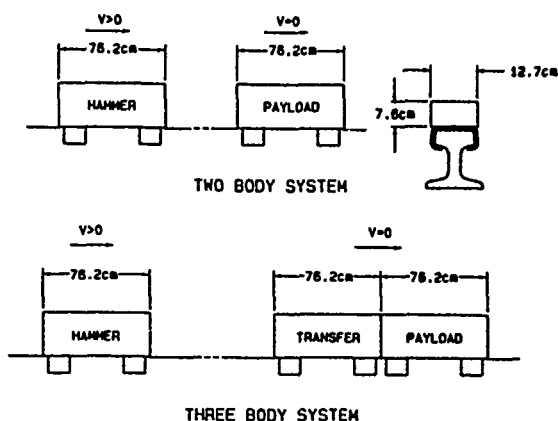 V>0
V=0
76.2cm
76.2cm
12.7cm
HAMMER
PAYLOAD
7.6cm
TWO BODY SYSTEM
V>0
V=0
76.2cm
76.2cm
76.2cm
HAMMER
TRANSFER
PAYLOAD
THREE BODY SYSTEM